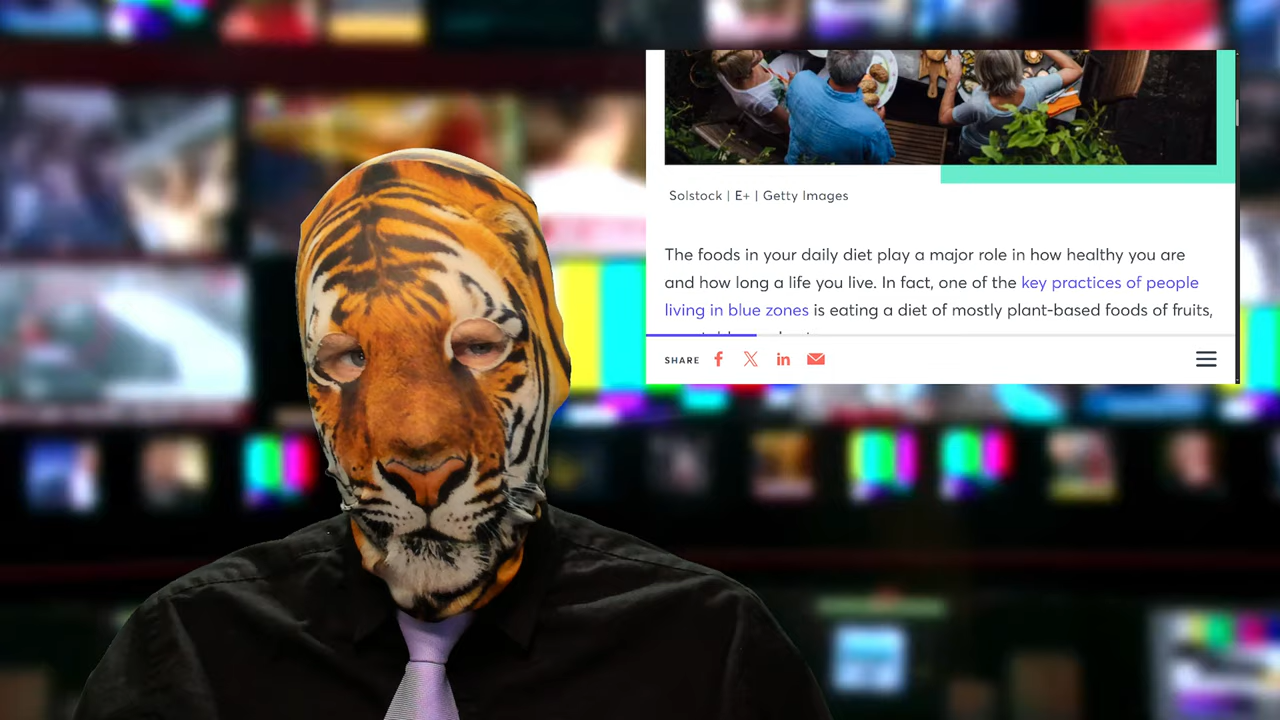 Solstock | E+ | Getty Images
The foods in your daily diet play a major role in how healthy you are
and how long a life you live. In fact, one of the key practices of people
living in blue zones is eating a diet of mostly plant-based foods of fruits,
SHARE